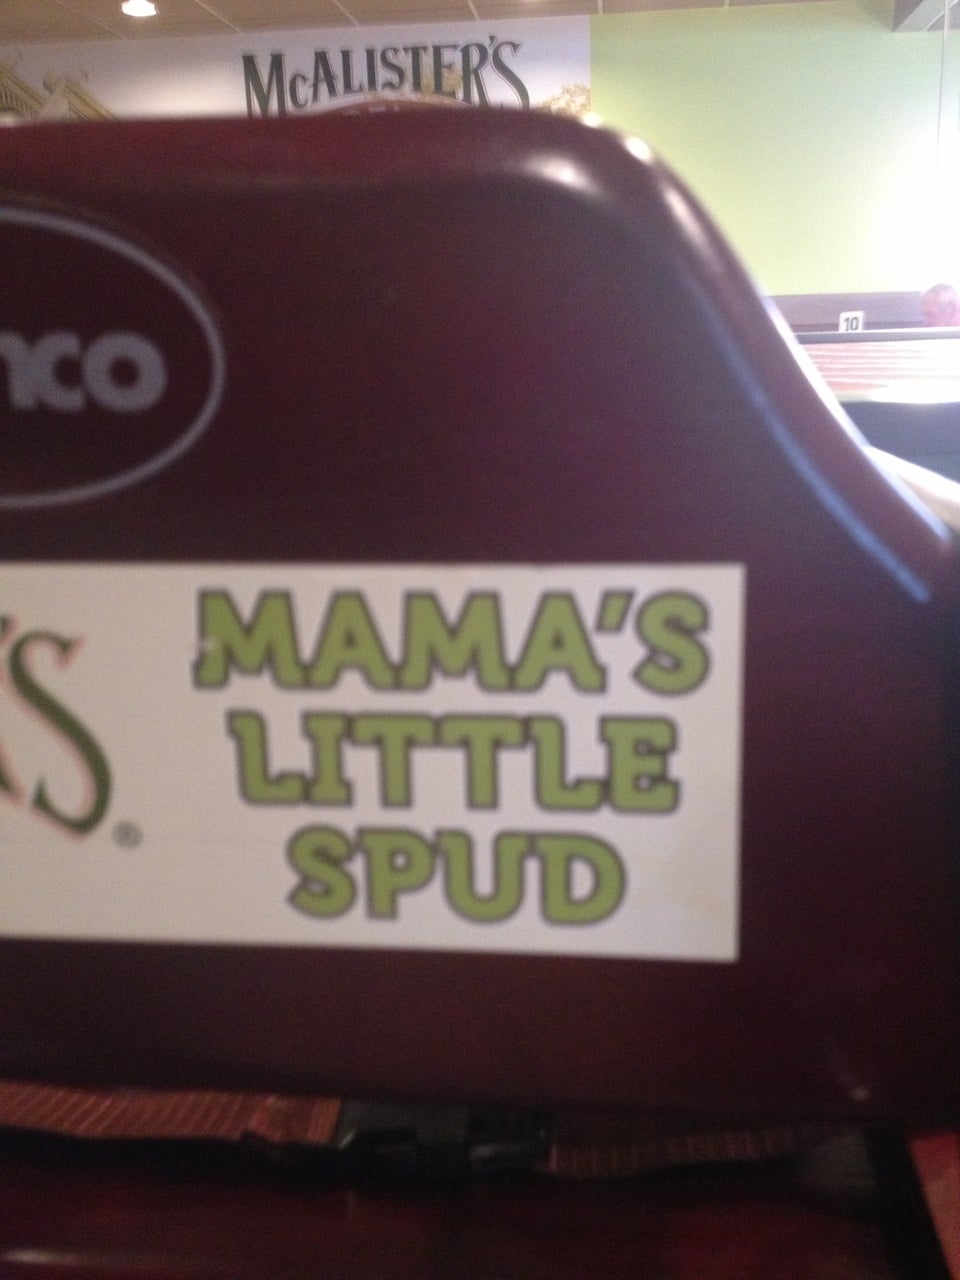 McALISTER'S
10
nco
'S®
MAMA'S
LITTLE
SPUD